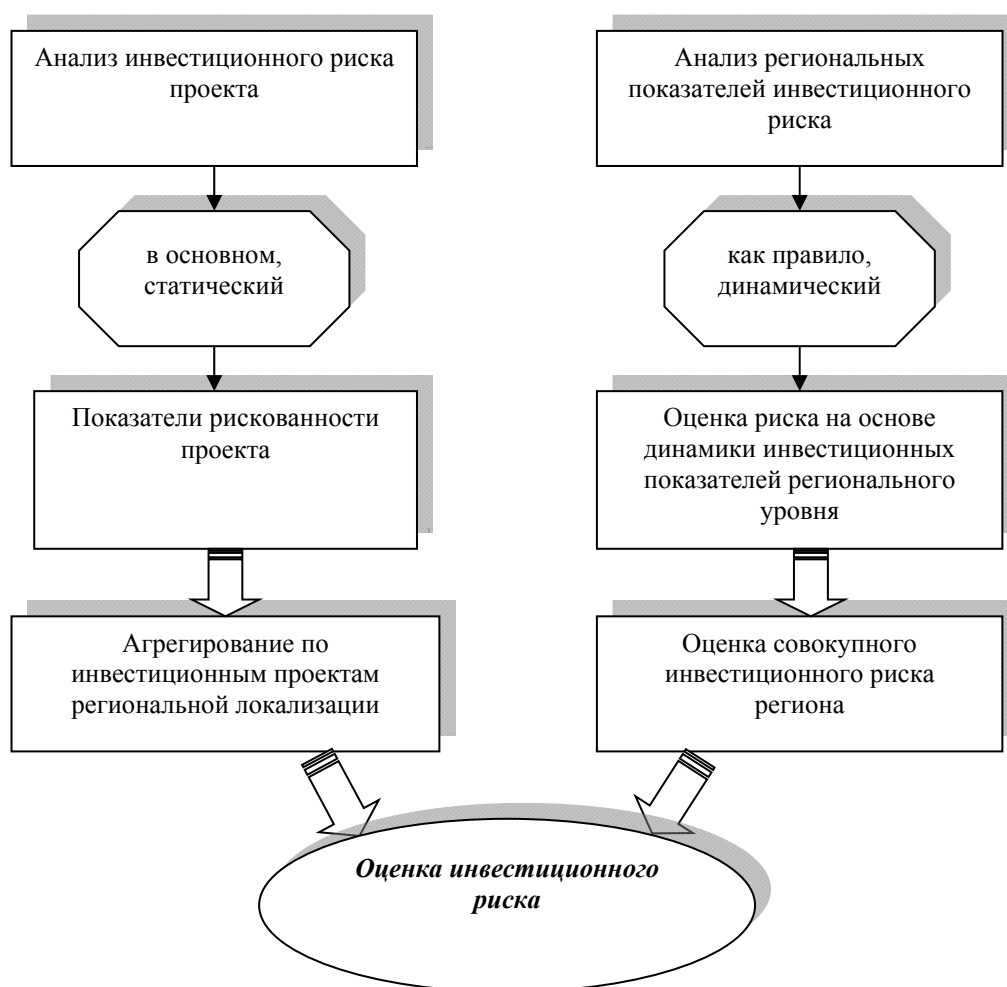 Анализ инвестиционного риска
проекта
Анализ региональных
показателей инвестиционного
риска
в основном,
статический
как правило,
динамический
Показатели рискованности
проекта
Оценка риска на основе
динамики инвестиционных
показателей регионального
уровня
Агрегирование по
инвестиционным проектам
региональной локализации
Оценка совокупного
инвестиционного риска
региона
Оценка инвестиционного
риска